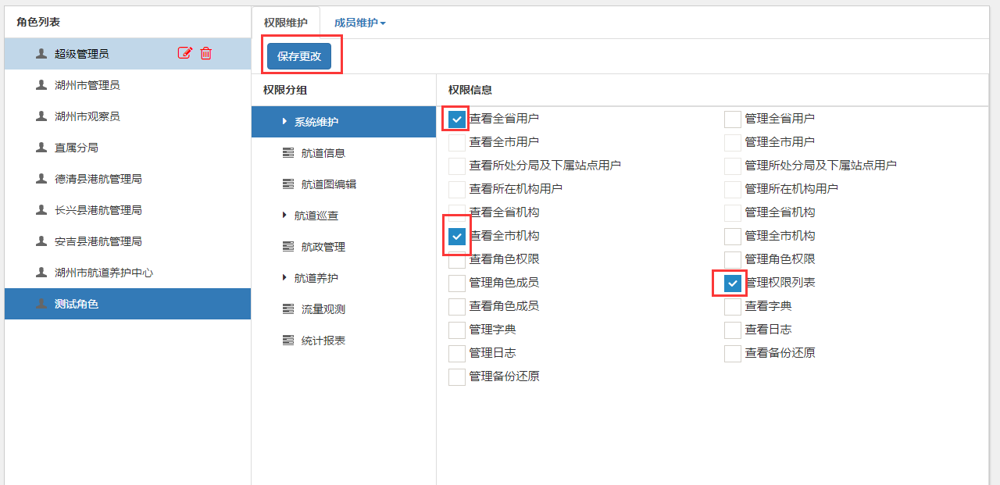 角色列表
超级管理员
湖州市管理员
湖州市观察员
直属分局
德清县港航管理局
长兴县港航管理局
安吉县港航管理局
湖州市航道养护中心
测试角色
权限维护 成员维护
保存更改
权限分组
系统维护
航道信息
航道图编辑
航道巡查
航政管理
航道养护
流量观测
统计报表
权限信息
查看全省用户 管理全省用户
查看全市用户 管理全市用户
查看所处分局及下属站点用户 管理所处分局及下属站点用户
查看所在机构用户 管理所在机构用户
查看全省机构 管理全省机构
查看全市机构 管理全市机构
查看角色权限 管理角色权限
管理角色成员 管理权限列表
查看角色成员 查看字典
管理字典 查看日志
管理日志 查看备份还原
管理备份还原